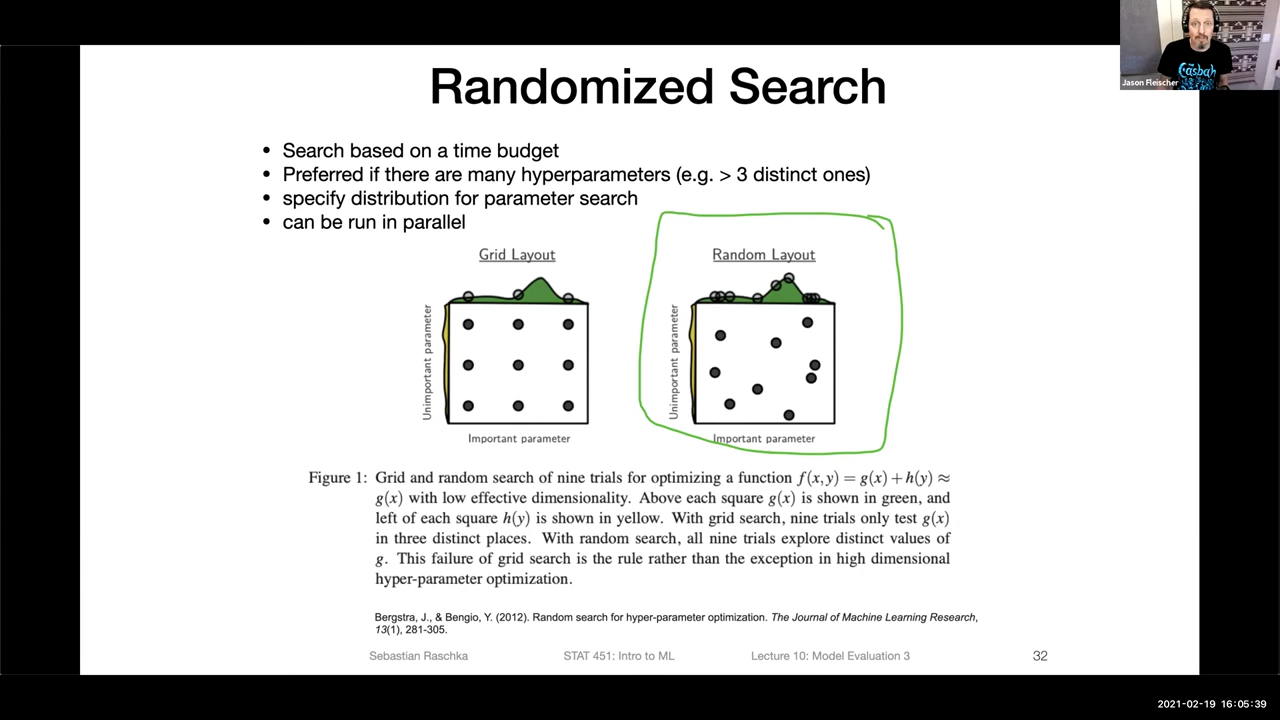 Casbah
Jason Fleischer
Randomized Search
• Search based on a time budget
• Preferred if there are many hyperparameters (e.g. > 3 distinct ones)
• specify distribution for parameter search
• can be run in parallel
Grid Layout
Unimportant parameter
Important parameter
Random Layout
Unimportant parameter
Important parameter
Figure 1: Grid and random search of nine trials for optimizing a function f(x,y) = g(x) + h(y) ≈
g(x) with low effective dimensionality. Above each square g(x) is shown in green, and
left of each square h(y) is shown in yellow. With grid search, nine trials only test g(x)
in three distinct places. With random search, all nine trials explore distinct values of
g. This failure of grid search is the rule rather than the exception in high dimensional
hyper-parameter optimization.
Bergstra, J., & Bengio, Y. (2012). Random search for hyper-parameter optimization. The Journal of Machine Learning Research,
13(1), 281-305.
Sebastian Raschka STAT 451: Intro to ML Lecture 10: Model Evaluation 3 32
2021-02-19 16:05:39